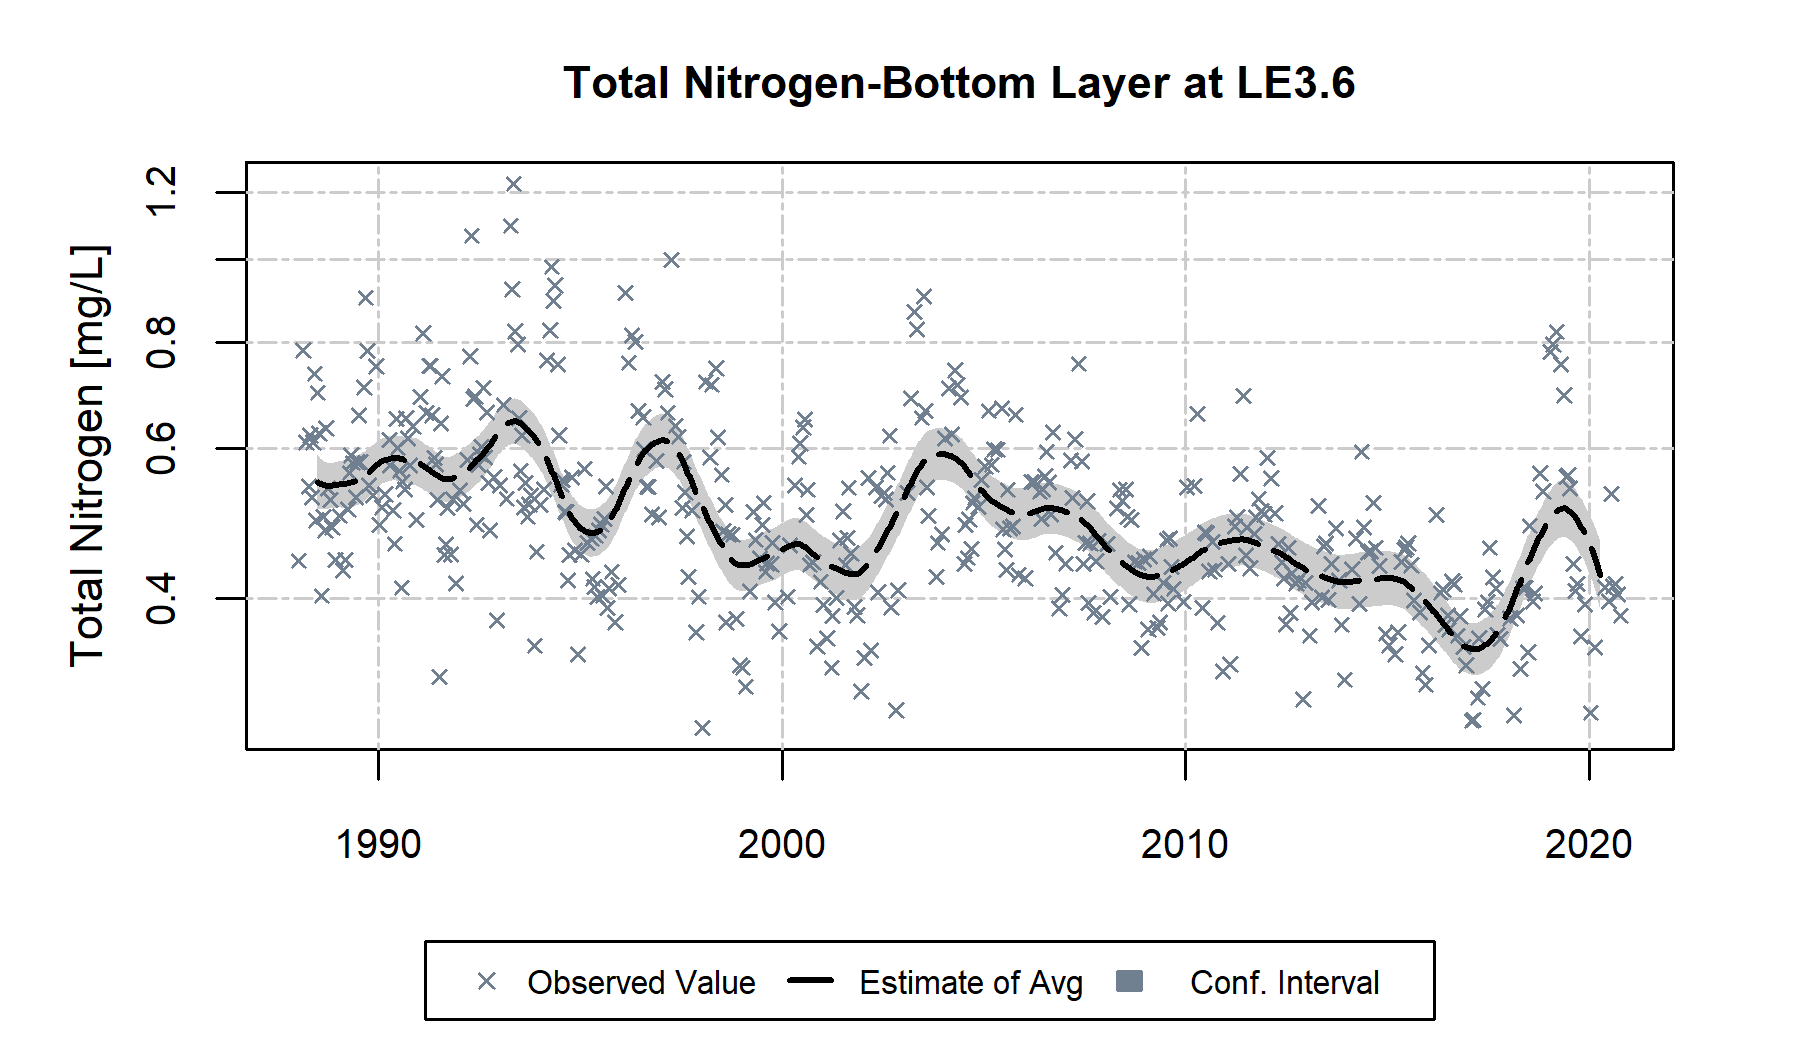 Total Nitrogen-Bottom Layer at LE3.6
Total Nitrogen [mg/L]
1.2
0.8
0.6
0.4
1990 2000 2010 2020
Observed Value Estimate of Avg Conf. Interval